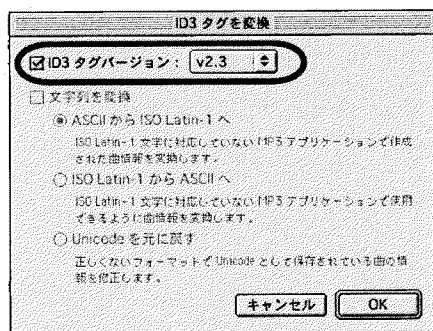 ID3 タグを変換
ID3 タグバージョン： v2.3
文字列を変換
ASCII から ISO Latin-1 へ
ISO Latin-1 文字に対応していない MP3 アプリケーションで作成
された曲情報を変換します。
ISO Latin-1 から ASCII へ
ISO Latin-1 文字に対応していない MP3 アプリケーションで使用
できるように曲情報を変換します。
Unicode を元に戻す
正しくないフォーマットで Unicode として保存されている曲の情
報を修正します。
キャンセル OK